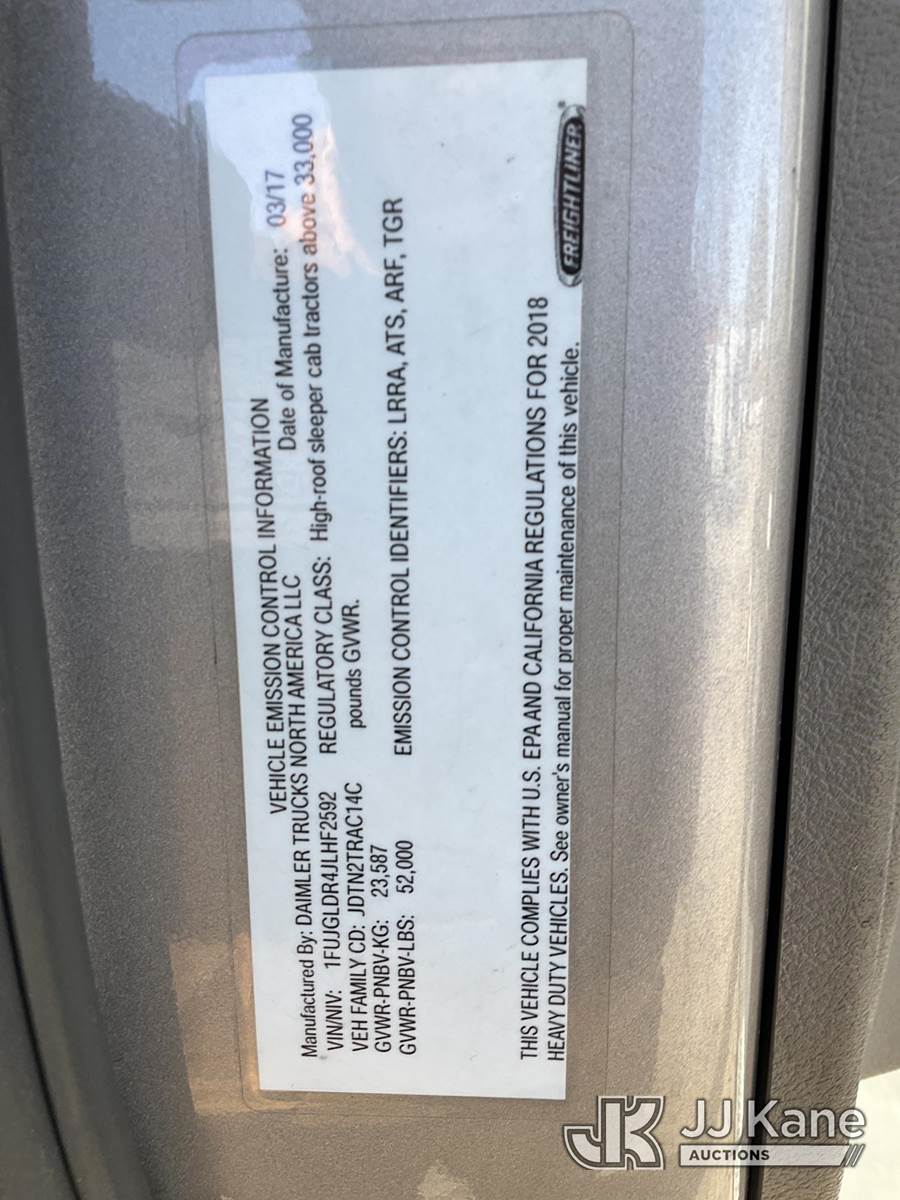 VEHICLE EMISSION CONTROL INFORMATION
Manufactured By: DAIMLER TRUCKS NORTH AMERICA LLC Date of Manufacture: 03/17
VIN/NIV: 1FUJGLDR4JLHF2592 REGULATORY CLASS: High-roof sleeper cab tractors above 33,000
VEH FAMILY CD: JDTN2TRAC14C pounds GVWR.
GVWR-PNBV-KG: 23,587
GVWR-PNBV-LBS: 52,000 EMISSION CONTROL IDENTIFIERS: LRRA, ATS, ARF, TGR
THIS VEHICLE COMPLIES WITH U.S. EPA AND CALIFORNIA REGULATIONS FOR 2018
HEAVY DUTY VEHICLES. See owner's manual for proper maintenance of this vehicle.
FREIGHTLINER®
JK JJ Kane
AUCTIONS